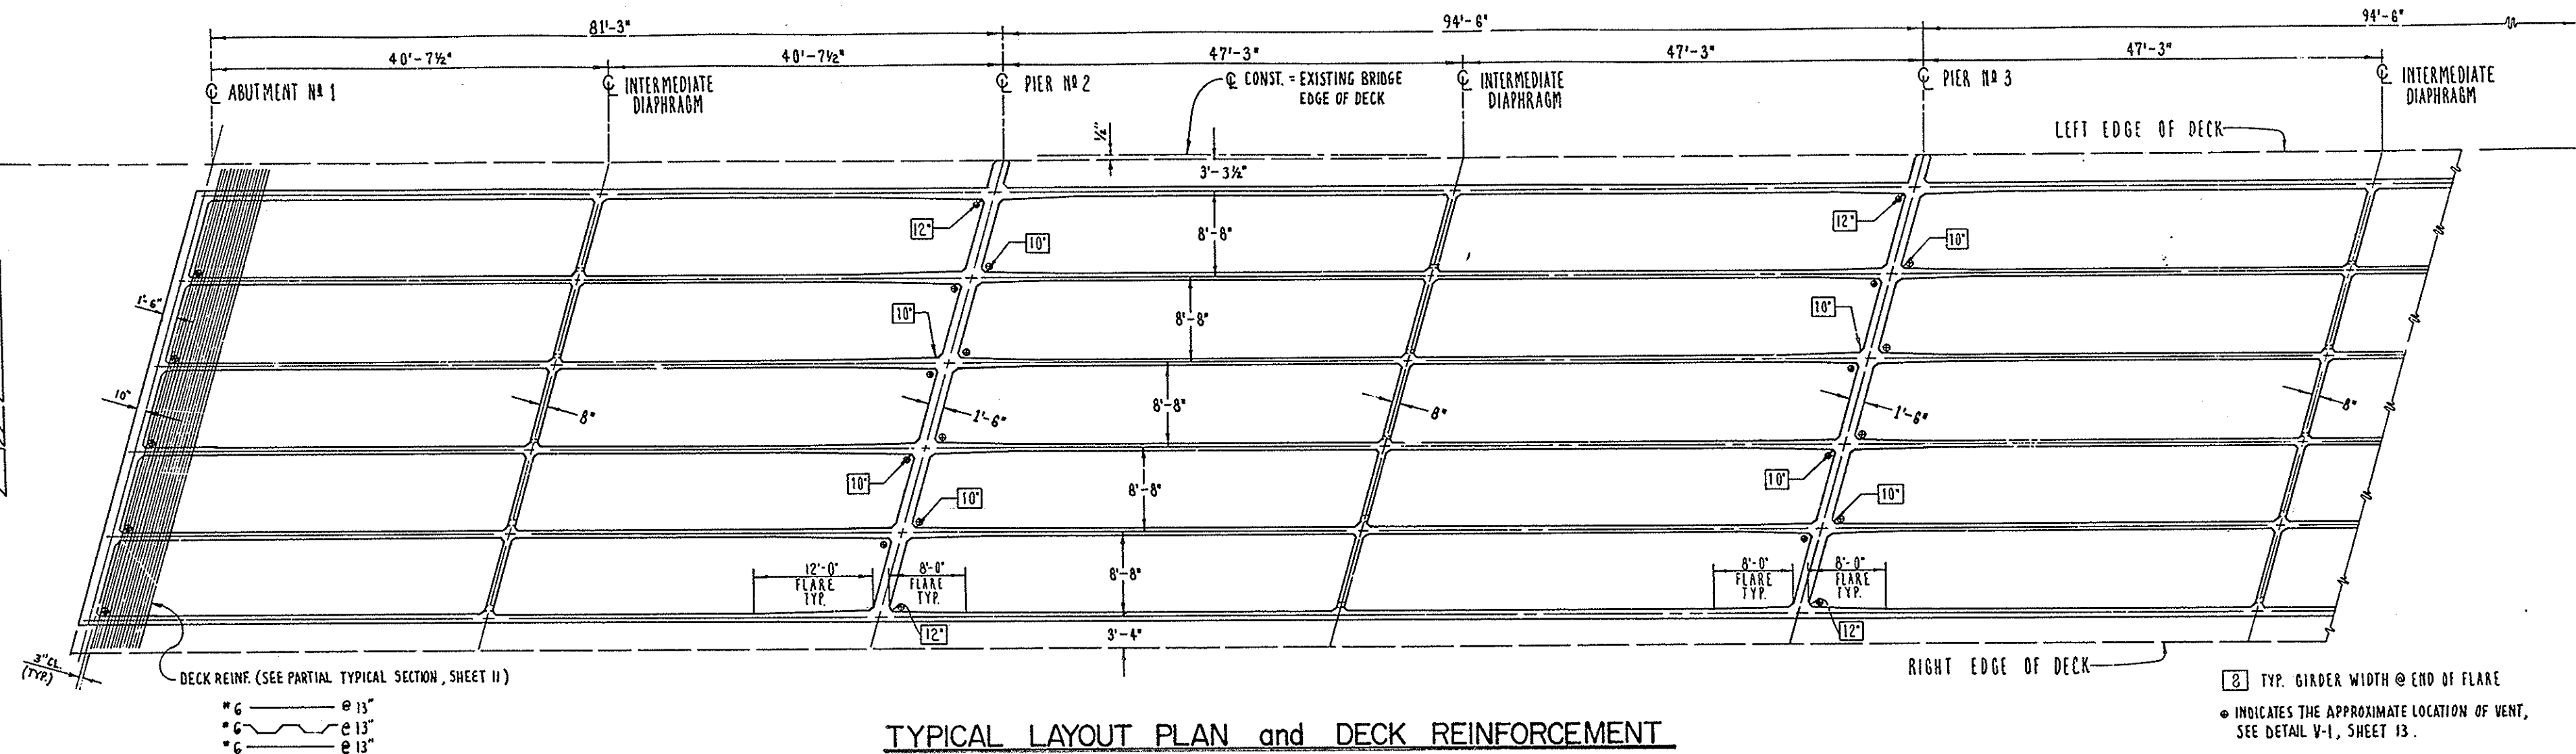 81'-3"
94'-6"
94'-6"
40'-7½"
40'-7½"
47'-3"
47'-3"
47'-3"
℄ ABUTMENT Nº 1
℄ INTERMEDIATE
DIAPHRAGM
℄ PIER Nº 2
℄ CONST. = EXISTING BRIDGE
EDGE OF DECK
℄ INTERMEDIATE
DIAPHRAGM
℄ PIER Nº 3
℄ INTERMEDIATE
DIAPHRAGM
LEFT EDGE OF DECK
½"
3'-3½"
12"
10"
8'-8"
12"
10"
1'-6"
10"
8'-8"
10"
10"
8"
1'-6"
8'-8"
8"
1'-6"
8"
10"
10"
8'-8"
10"
10"
12'-0"
FLARE
TYP.
8'-0"
FLARE
TYP.
8'-8"
8'-0"
FLARE
TYP.
8'-0"
FLARE
TYP.
12"
3'-4"
12"
3" CL.
(TYP.)
DECK REINF. (SEE PARTIAL TYPICAL SECTION, SHEET 11)
#6 @ 13"
#6 @ 13"
#6 @ 13"
RIGHT EDGE OF DECK
8 TYP. GIRDER WIDTH @ END OF FLARE
INDICATES THE APPROXIMATE LOCATION OF VENT,
SEE DETAIL V-1, SHEET 13.
TYPICAL LAYOUT PLAN and DECK REINFORCEMENT